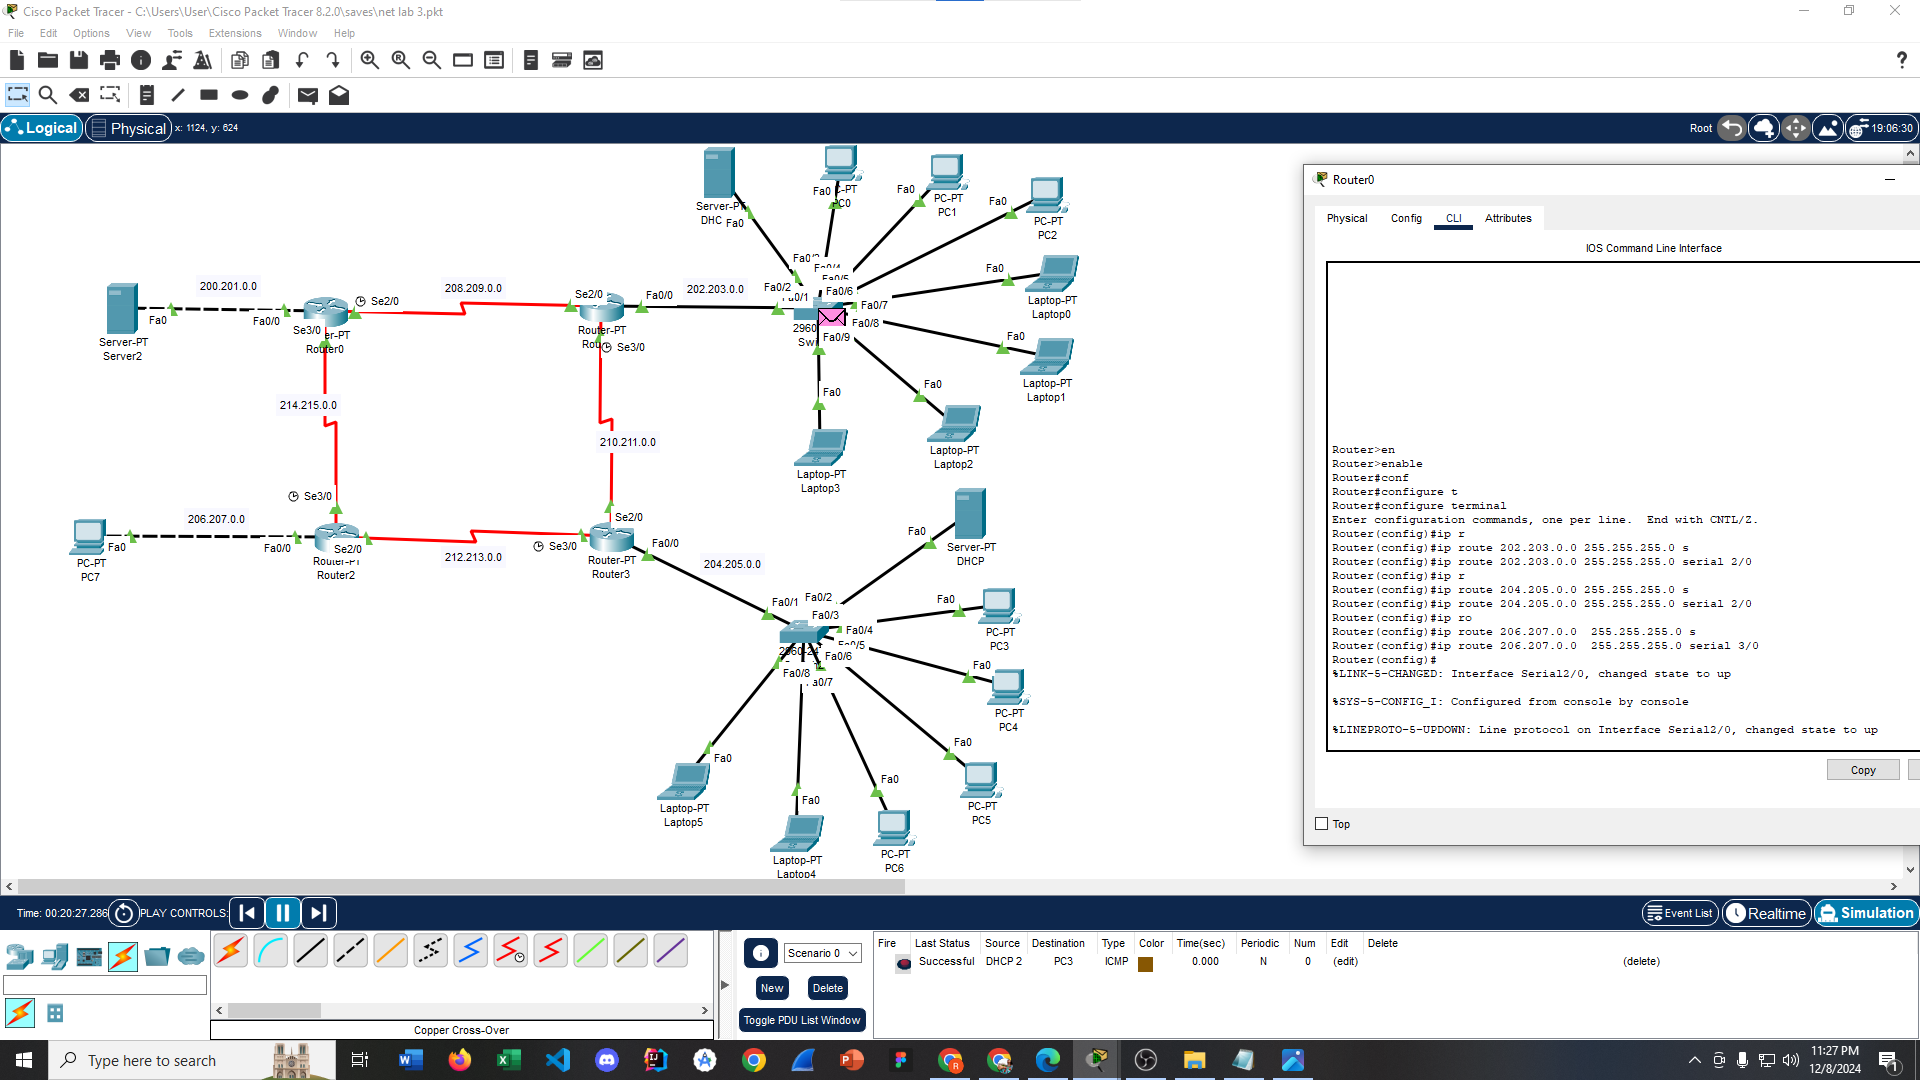 Cisco Packet Tracer - C:\Users\User\Cisco Packet Tracer 8.2.0\saves\net lab 3.pkt
File Edit Options View Tools Extensions Window Help
Logical Physical x: 1124, y: 624
Root 19:06:30
Server-PT
DHC
Fa0
Fa0
C-PT
PC0
Fa0
PC-PT
PC1
Fa0
PC-PT
PC2
Fa0
Laptop-PT
Laptop0
Fa0
Laptop-PT
Laptop1
Fa0
Laptop-PT
Laptop2
Fa0
Laptop-PT
Laptop3
Fa0/2
Fa0/6
Fa0/7
Fa0/8
Fa0/9
2960
Swi
200.201.0.0
208.209.0.0
202.203.0.0
Fa0
Server-PT
Server2
Fa0/0
Se2/0
Se3/0
er-PT
Router0
Se2/0
Fa0/0
Router-PT
Rou
Se3/0
214.215.0.0
210.211.0.0
Se3/0
206.207.0.0
Fa0
PC-PT
PC7
Fa0/0
Se2/0
Router-PT
Router2
212.213.0.0
Se2/0
Se3/0
Fa0/0
Router-PT
Router3
204.205.0.0
Fa0
Server-PT
DHCP
Fa0/1
Fa0/2
Fa0/3
Fa0/4
Fa0/5
Fa0/6
Fa0/8
Fa0/7
2960-24
Fa0
PC-PT
PC3
Fa0
PC-PT
PC4
Fa0
PC-PT
PC5
Fa0
PC-PT
PC6
Fa0
Laptop-PT
Laptop4
Fa0
Laptop-PT
Laptop5
Router0
Physical Config CLI Attributes
IOS Command Line Interface
Router>en
Router>enable
Router#conf
Router#configure t
Router#configure terminal
Enter configuration commands, one per line. End with CNTL/Z.
Router(config)#ip r
Router(config)#ip route 202.203.0.0 255.255.255.0 s
Router(config)#ip route 202.203.0.0 255.255.255.0 serial 2/0
Router(config)#ip r
Router(config)#ip route 204.205.0.0 255.255.255.0 s
Router(config)#ip route 204.205.0.0 255.255.255.0 serial 2/0
Router(config)#ip ro
Router(config)#ip route 206.207.0.0  255.255.255.0 s
Router(config)#ip route 206.207.0.0  255.255.255.0 serial 3/0
Router(config)#
%LINK-5-CHANGED: Interface Serial2/0, changed state to up
%SYS-5-CONFIG_I: Configured from console by console
%LINEPROTO-5-UPDOWN: Line protocol on Interface Serial2/0, changed state to up
Copy
Top
Time: 00:20:27.286 PLAY CONTROLS:
Event List Realtime Simulation
Copper Cross-Over
Scenario 0
New Delete
Toggle PDU List Window
Fire Last Status Source Destination Type Color Time(sec) Periodic Num Edit Delete
Successful DHCP 2 PC3 ICMP 0.000 N 0 (edit) (delete)
Type here to search
11:27 PM
12/8/2024
1